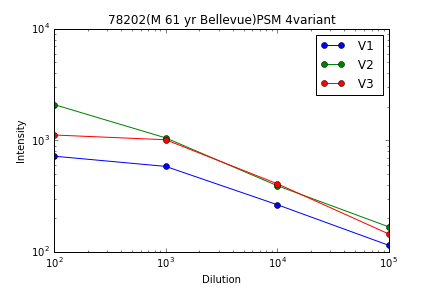 78202(M 61 yr Bellevue)PSM 4variant
10^4
10^3
10^2
Intensity
V1
V2
V3
10^2 10^3 10^4 10^5
Dilution